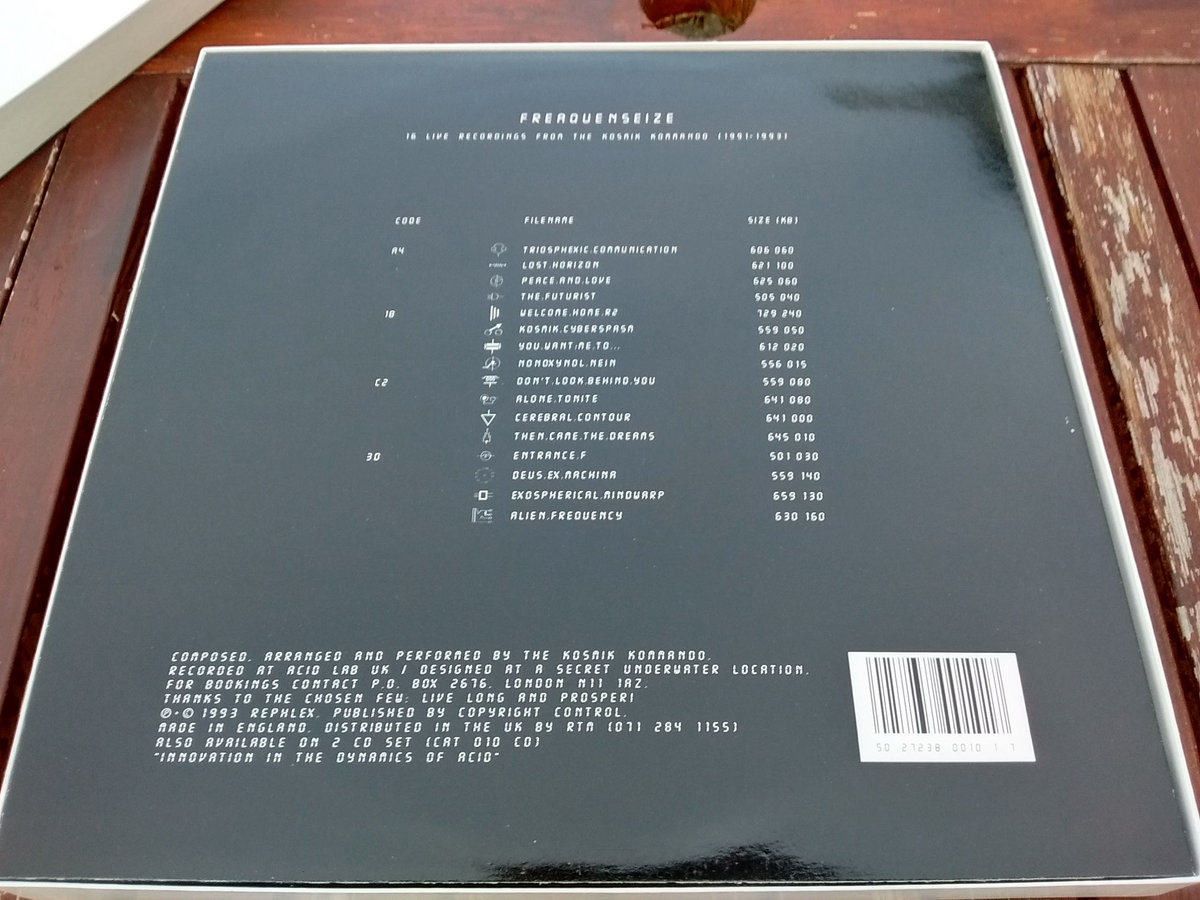 FREAQUENSEIZE
16 LIVE RECORDINGS FROM THE KOSMIK KOMMANDO (1991-1993)
CODE FILENAME SIZE (KB)
A4 TRIOSPHEXIC.COMMUNICATION 606 060
LOST.HORIZON 621 100
PEACE.AND.LOVE 625 060
THE.FUTURIST 505 040
1B WELCOME.HOME.R2 729 240
KOSMIK.CYBERSPASM 559 050
YOU.WANT.ME.TO... 612 020
NONOXYNOL.NEIN 556 015
C2 DON'T.LOOK.BEHIND.YOU 559 080
ALONE.TONITE 641 080
CEREBRAL.CONTOUR 641 000
THEN.CAME.THE.DREAMS 645 010
3D ENTRANCE.F 501 030
DEUS.EX.MACHINA 559 140
EXOSPHERICAL.MINDWARP 659 130
ALIEN.FREQUENCY 630 160
COMPOSED, ARRANGED AND PERFORMED BY THE KOSMIK KOMMANDO.
RECORDED AT ACID LAB UK / DESIGNED AT A SECRET UNDERWATER LOCATION.
FOR BOOKINGS CONTACT P.O. BOX 2676, LONDON N11 1AZ.
THANKS TO THE CHOSEN FEW: LIVE LONG AND PROSPER!
℗+© 1993 REPHLEX. PUBLISHED BY COPYRIGHT CONTROL.
MADE IN ENGLAND. DISTRIBUTED IN THE UK BY RTM (071 284 1155)
ALSO AVAILABLE ON 2 CD SET (CAT 010 CD)
"INNOVATION IN THE DYNAMICS OF ACID"
50 27238 0010 1 7